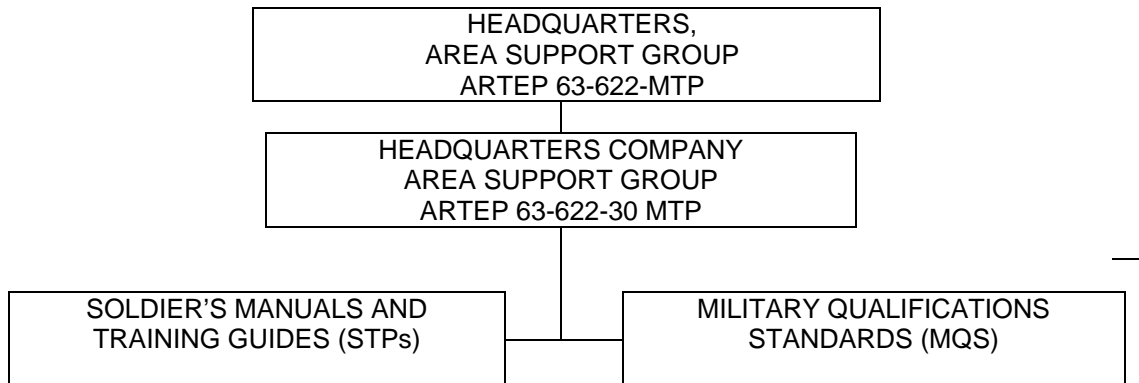 HEADQUARTERS,
AREA SUPPORT GROUP
ARTEP 63-622-MTP
HEADQUARTERS COMPANY
AREA SUPPORT GROUP
ARTEP 63-622-30 MTP
SOLDIER’S MANUALS AND
TRAINING GUIDES (STPs)
MILITARY QUALIFICATIONS
STANDARDS (MQS)